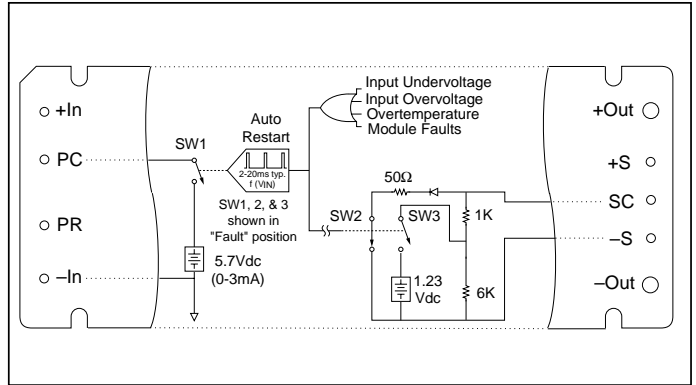 +In
PC
PR
–In
SW1
Auto
Restart
2-20ms typ.
f (VIN)
SW1, 2, & 3
shown in
"Fault" position
5.7Vdc
(0-3mA)
Input Undervoltage
Input Overvoltage
Overtemperature
Module Faults
50Ω
SW2
SW3
1K
1.23
Vdc
6K
+Out
+S
SC
–S
–Out